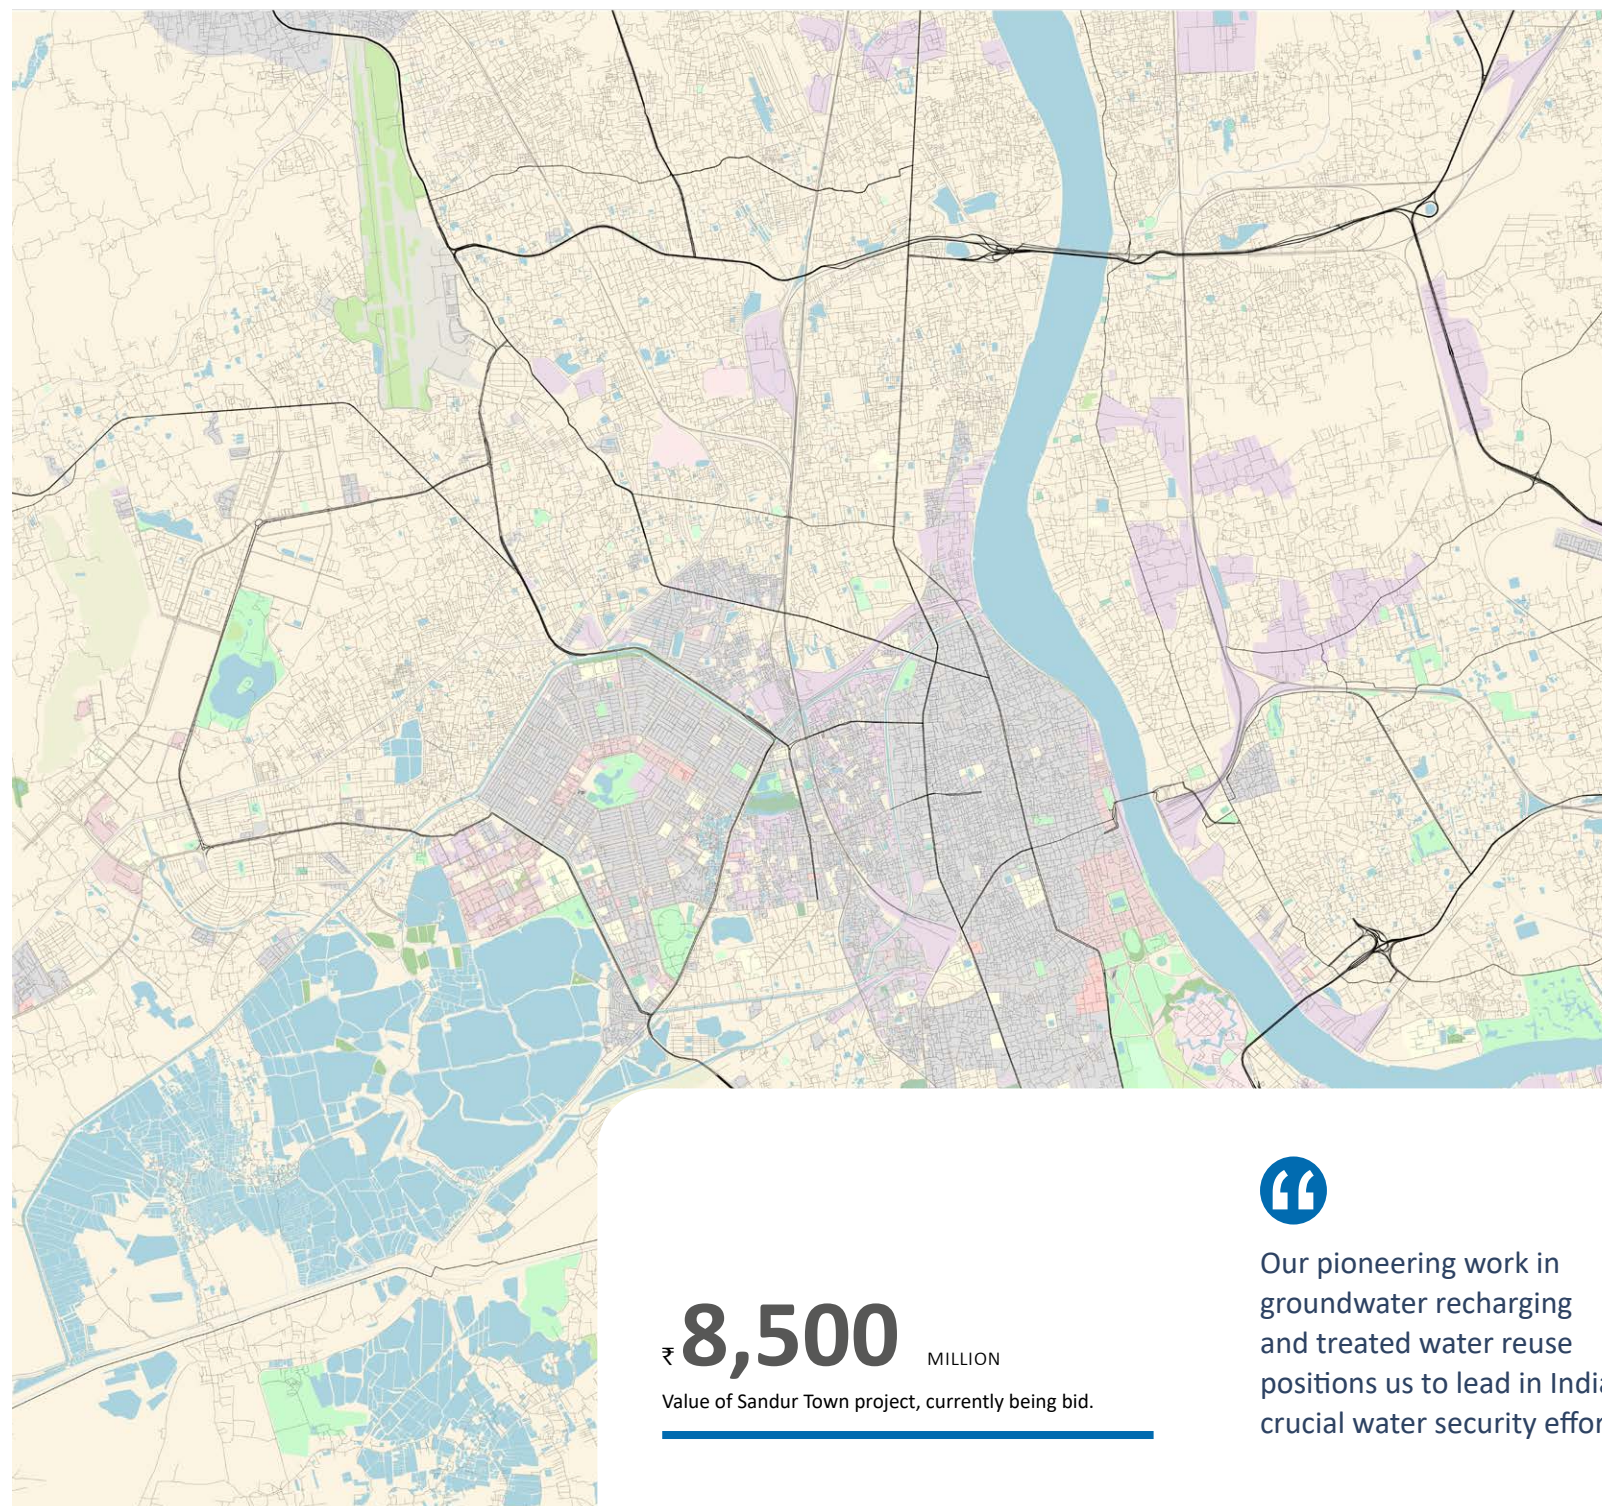 ₹ 8,500 MILLION
Value of Sandur Town project, currently being bid.
Our pioneering work in
groundwater recharging
and treated water reuse
positions us to lead in
crucial water security